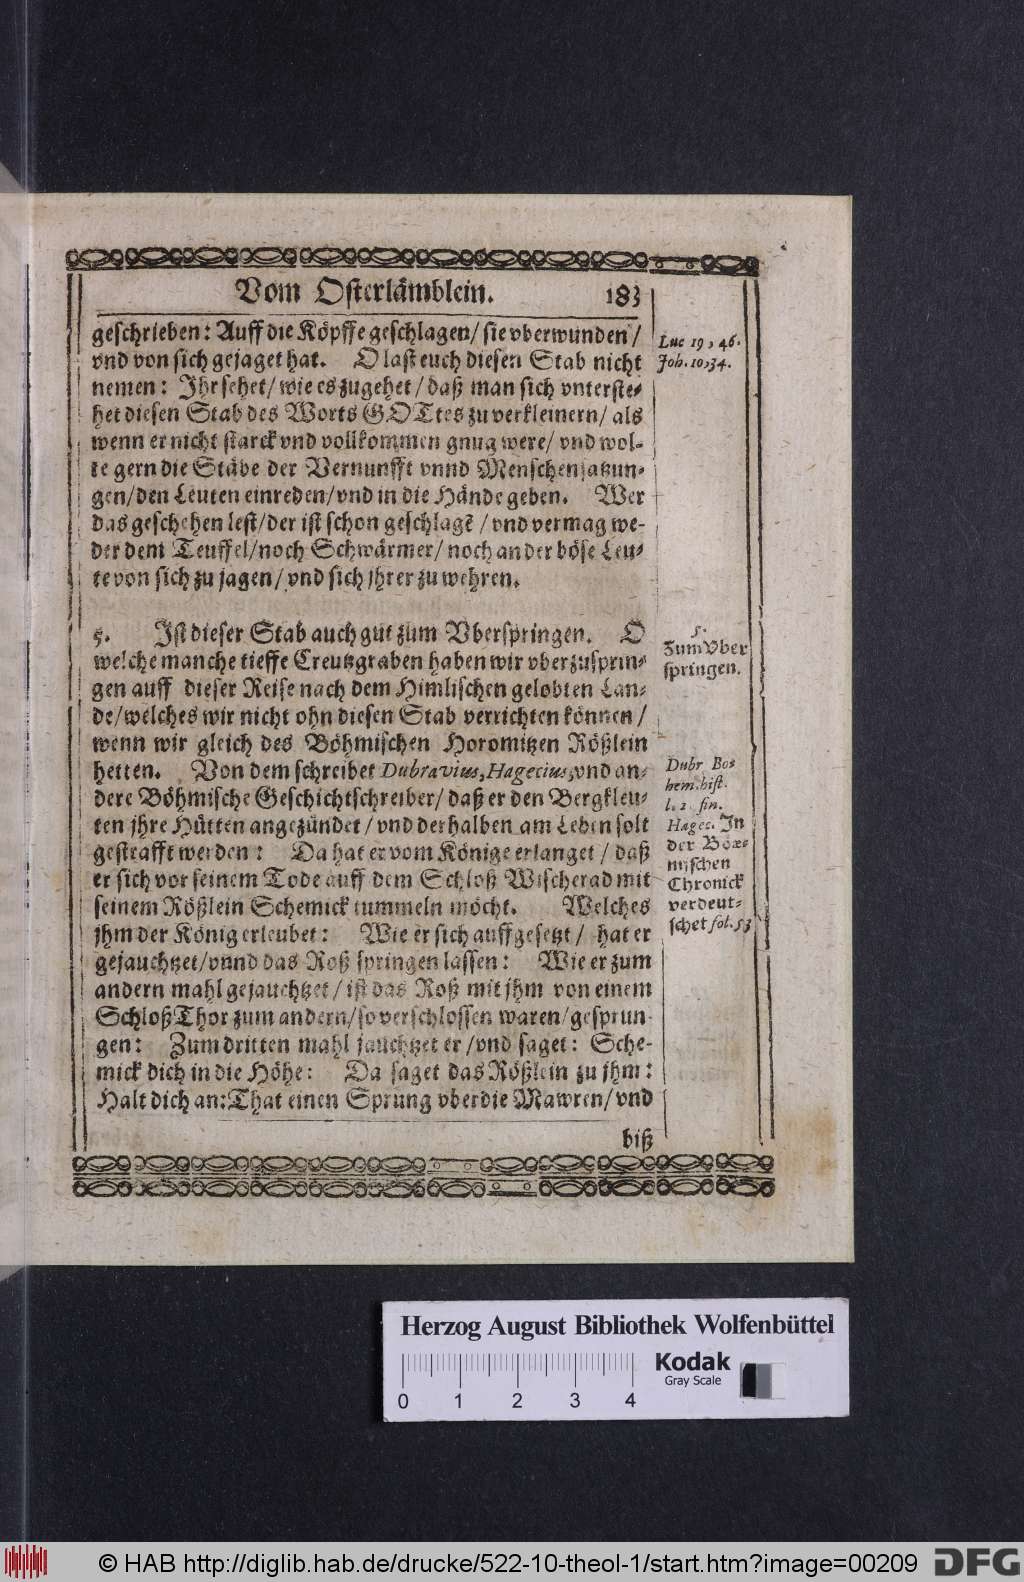 Vom Osterlämblein. 183
geschrieben: Auff die Köpffe geschlagen/ sie vberwunden/
vnd von sich gejaget hat. O last euch diesen Stab nicht
nemen: Ihr sehet/ wie es zugehet/ daß man sich vnterste-
het diesen Stab des Worts GOTtes zu verkleinern/ als
wenn er nicht starck vnd vollkommen gnug were/ vnd wol-
te gern die Stäbe der Vernunfft vnnd Menschensatzun-
gen/ den Leuten einreden/ vnd in die Hände geben. Wer
das geschehen lest/ der ist schon geschlagē/ vnd vermag we-
der dem Teuffel/ noch Schwärmer/ noch ander böse Leu-
te von sich zu jagen/ vnd sich jhrer zu wehren.
5. Ist dieser Stab auch gut zum Vberspringen. O
welche manche tieffe Creutzgraben haben wir vberzusprin-
gen auff dieser Reise nach dem Himlischen gelobten Lan-
de/ welches wir nicht ohn diesen Stab verrichten können/
wenn wir gleich des Böhmischen Horomitzen Rößlein
hetten. Von dem schreibet Dubravius, Hagecius, vnd an-
dere Böhmische Geschichtschreiber/ daß er den Bergkleu-
ten jhre Hütten angezündet/ vnd derhalben am Leben solt
gestrafft werden: Da hat er vom Könige erlanget/ daß
er sich vor seinem Tode auff dem Schloß Wischerad mit
seinem Rößlein Schemick tummeln möcht. Welches
jhm der König erleubet: Wie er sich auffgesetzt/ hat er
gejauchtzet/ vnnd das Roß springen lassen: Wie er zum
andern mahl gejauchtzet/ ist das Roß mit jhm von einem
Schloß Thor zum andern/ so verschlossen waren/ gesprun-
gen: Zum dritten mahl jauchtzet er/ vnd saget: Sche-
mick dich in die Höhe: Da saget das Rößlein zu jhm:
Halt dich an: That einen Sprung vber die Mawren/ vnd
biß
Luc 19, 46.
Joh. 10,34.
5.
Zum Vber
springen.
Dubr Bo-
hem. hist.
l. 2. fin.
Hagec. In
der Böe-
mischen
Chronick
verdeut-
schet fol. 53
Herzog August Bibliothek Wolfenbüttel
0 1 2 3 4
Kodak
Gray Scale
© HAB http://diglib.hab.de/drucke/522-10-theol-1/start.htm?image=00209
DFG